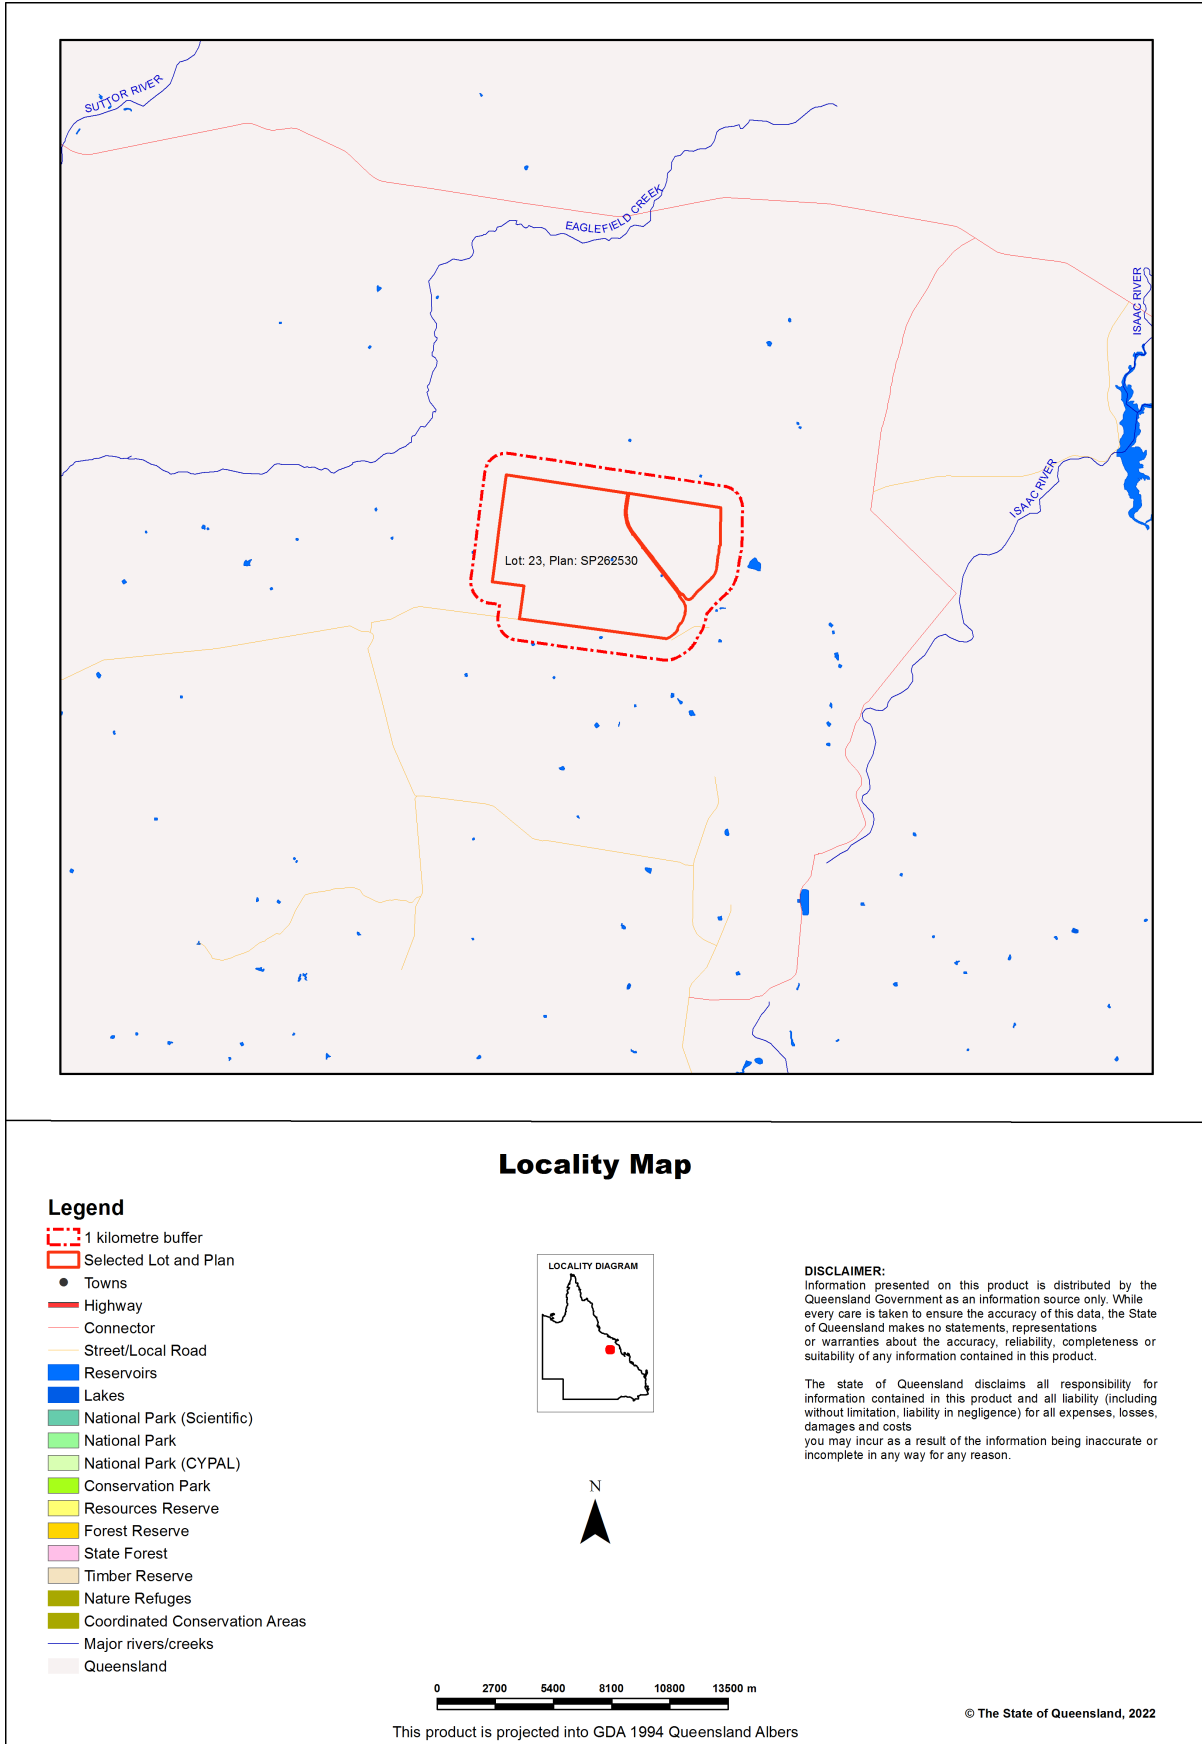 SUTTOR RIVER
EAGLEFIELD CREEK
ISAAC RIVER
ISAAC RIVER
Lot: 23, Plan: SP262530
Locality Map
Legend
1 kilometre buffer
Selected Lot and Plan
Towns
Highway
Connector
Street/Local Road
Reservoirs
Lakes
National Park (Scientific)
National Park
National Park (CYPAL)
Conservation Park
Resources Reserve
Forest Reserve
State Forest
Timber Reserve
Nature Refuges
Coordinated Conservation Areas
Major rivers/creeks
Queensland
LOCALITY DIAGRAM
N
DISCLAIMER:
Information presented on this product is distributed by the
Queensland Government as an information source only. While
every care is taken to ensure the accuracy of this data, the State
of Queensland makes no statements, representations
or warranties about the accuracy, reliability, completeness or
suitability of any information contained in this product.
The state of Queensland disclaims all responsibility for
information contained in this product and all liability (including
without limitation, liability in negligence) for all expenses, losses,
damages and costs
you may incur as a result of the information being inaccurate or
incomplete in any way for any reason.
0 2700 5400 8100 10800 13500 m
This product is projected into GDA 1994 Queensland Albers
© The State of Queensland, 2022